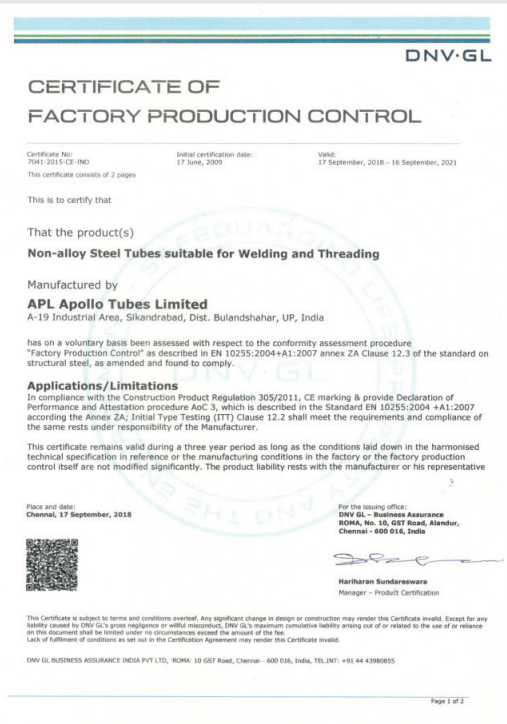 DNV·GL
CERTIFICATE OF
FACTORY PRODUCTION CONTROL
Certificate No:
7041-2015-CE-IND
Initial certification date:
17 June, 2009
Valid:
17 September, 2018 – 16 September, 2021
This certificate consists of 2 pages
This is to certify that
That the product(s)
Non-alloy Steel Tubes suitable for Welding and Threading
Manufactured by
APL Apollo Tubes Limited
A-19 Industrial Area, Sikandrabad, Dist. Bulandshahar, UP, India
has on a voluntary basis been assessed with respect to the conformity assessment procedure
"Factory Production Control" as described in EN 10255:2004+A1:2007 annex ZA Clause 12.3 of the standard on
structural steel, as amended and found to comply.
Applications/Limitations
In compliance with the Construction Product Regulation 305/2011, CE marking & provide Declaration of
Performance and Attestation procedure AoC 3, which is described in the Standard EN 10255:2004 +A1:2007
according the Annex ZA; Initial Type Testing (ITT) Clause 12.2 shall meet the requirements and compliance of
the same rests under responsibility of the Manufacturer.
This certificate remains valid during a three year period as long as the conditions laid down in the harmonised
technical specification in reference or the manufacturing conditions in the factory or the factory production
control itself are not modified significantly. The product liability rests with the manufacturer or his representative
Place and date:
Chennai, 17 September, 2018
For the issuing office:
DNV GL – Business Assurance
ROMA, No. 10, GST Road, Alandur,
Chennai - 600 016, India
Hariharan Sundareswara
Manager – Product Certification
This Certificate is subject to terms and conditions overleaf. Any significant change in design or construction may render this Certificate invalid. Except for any
liability caused by DNV GL's gross negligence or willful misconduct, DNV GL's maximum cumulative liability arising out of or related to the use of or reliance
on this document shall be limited under no circumstances exceed the amount of the fee.
Lack of fulfilment of conditions as set out in the Certification Agreement may render this Certificate invalid.
DNV GL BUSINESS ASSURANCE INDIA PVT LTD, 'ROMA' 10 GST Road, Chennai - 600 016, India, TEL.INT: +91 44 43980855
Page 1 of 2